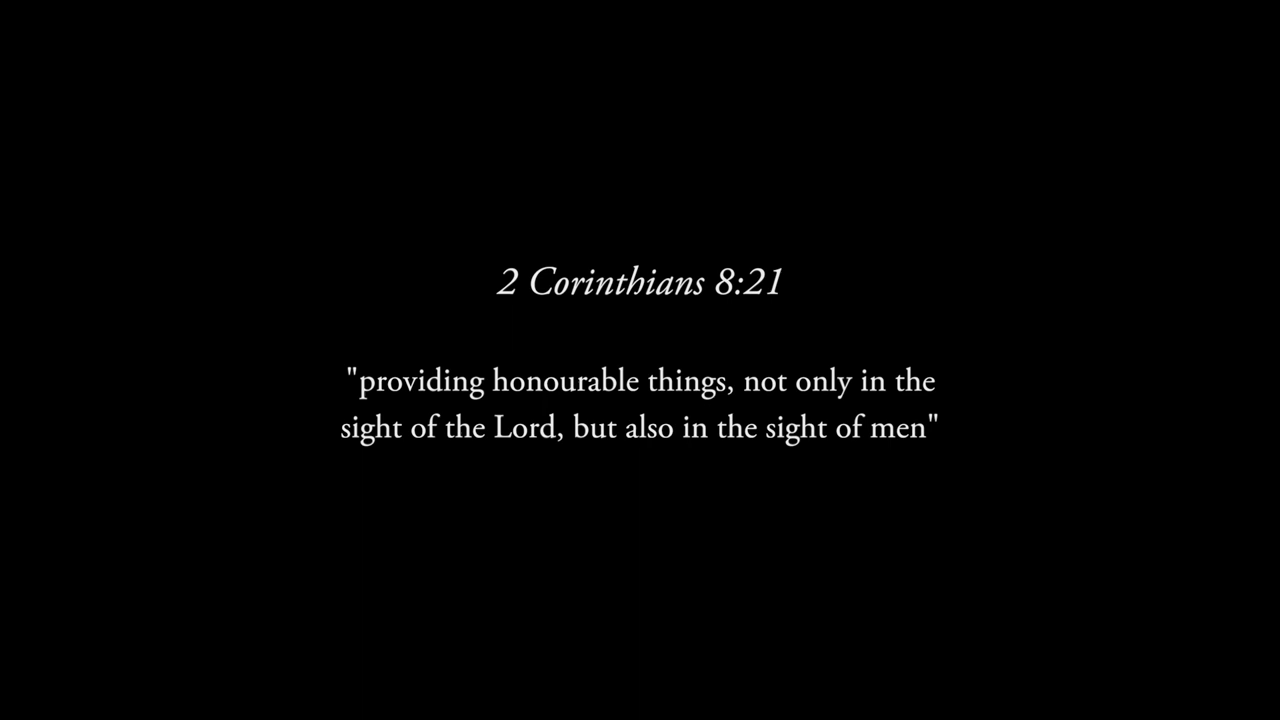 2 Corinthians 8:21
"providing honourable things, not only in the
sight of the Lord, but also in the sight of men"